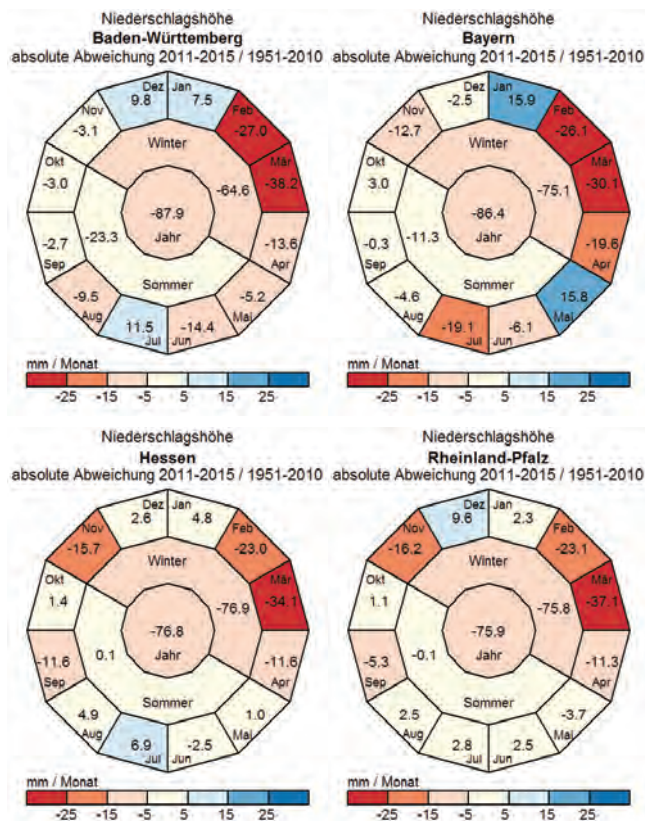 Niederschlagshöhe
Baden-Württemberg
absolute Abweichung 2011-2015 / 1951-2010
Dez Jan
9.8 7.5
Nov Feb
-3.1 -27.0
Winter
Okt Mär
-3.0 -64.6 -38.2
-87.9
-2.7 -23.3 Jahr -13.6
Sep Apr
Sommer
-9.5 -5.2
Aug Mai
11.5 -14.4
Jul Jun
mm / Monat
-25 -15 -5 5 15 25
Niederschlagshöhe
Bayern
absolute Abweichung 2011-2015 / 1951-2010
Dez Jan
-2.5 15.9
Nov Feb
-12.7 -26.1
Winter
Okt Mär
3.0 -75.1 -30.1
-86.4
-0.3 -11.3 Jahr -19.6
Sep Apr
Sommer
-4.6 15.8
Aug Mai
-19.1 -6.1
Jul Jun
mm / Monat
-25 -15 -5 5 15 25
Niederschlagshöhe
Hessen
absolute Abweichung 2011-2015 / 1951-2010
Dez Jan
2.6 4.8
Nov Feb
-15.7 -23.0
Winter
Okt Mär
1.4 -76.9 -34.1
-76.8
-11.6 0.1 Jahr -11.6
Sep Apr
Sommer
4.9 1.0
Aug Mai
6.9 -2.5
Jul Jun
mm / Monat
-25 -15 -5 5 15 25
Niederschlagshöhe
Rheinland-Pfalz
absolute Abweichung 2011-2015 / 1951-2010
Dez Jan
9.6 2.3
Nov Feb
-16.2 -23.1
Winter
Okt Mär
1.1 -75.8 -37.1
-75.9
-5.3 -0.1 Jahr -11.3
Sep Apr
Sommer
2.5 -3.7
Aug Mai
2.8 2.5
Jul Jun
mm / Monat
-25 -15 -5 5 15 25